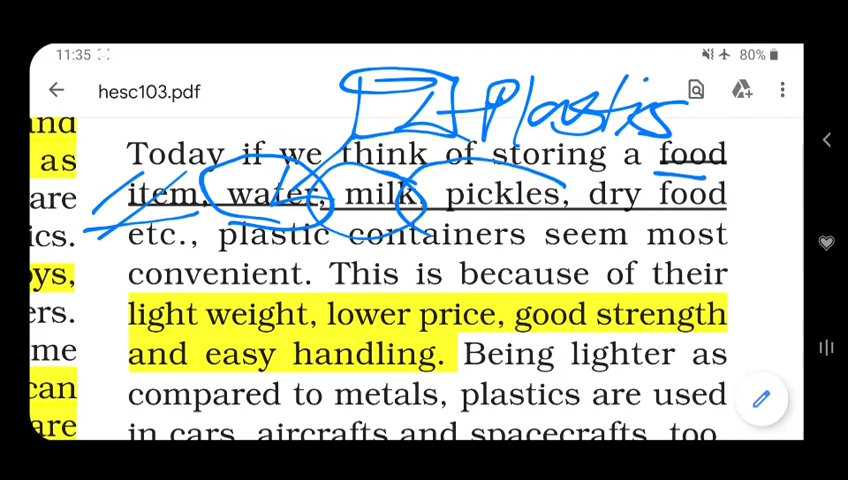 11:35 80%
hesc103.pdf
Plastis
and
as
are
ics.
oys,
ers.
me
can
are
Today if we think of storing a food
item, water, milk, pickles, dry food
etc., plastic containers seem most
convenient. This is because of their
light weight, lower price, good strength
and easy handling. Being lighter as
compared to metals, plastics are used
in cars, aircrafts and spacecrafts, too.